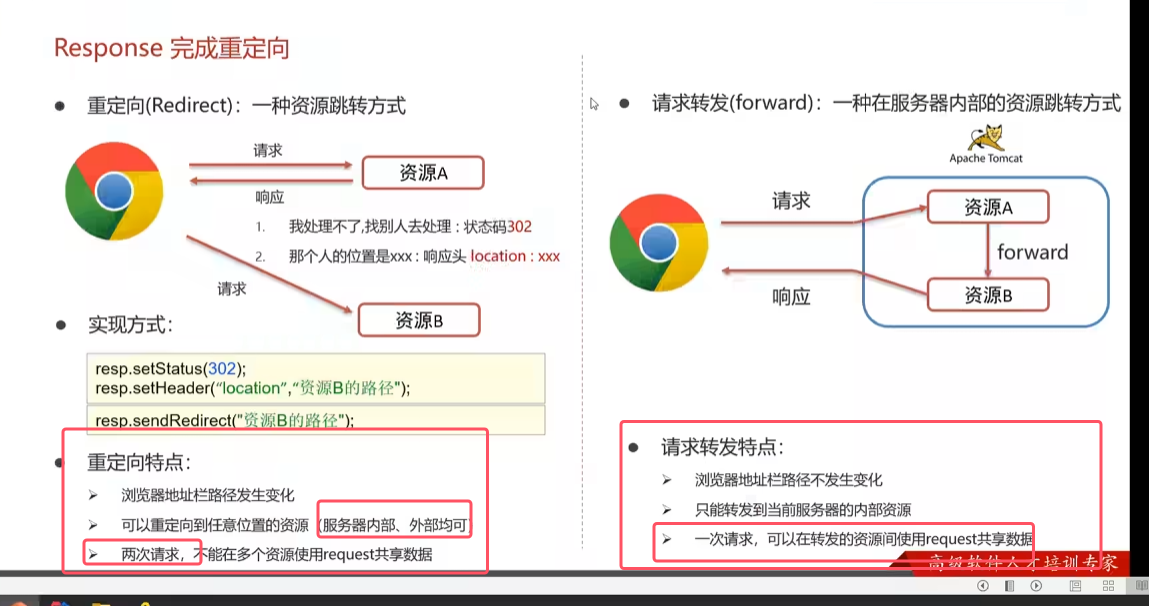 Response 完成重定向
重定向(Redirect)：一种资源跳转方式
请求
资源A
响应
1. 我处理不了,找别人去处理：状态码302
2. 那个人的位置是xxx：响应头 location : xxx
请求
资源B
实现方式：
resp.setStatus(302);
resp.setHeader(“location”,“资源B的路径");
resp.sendRedirect("资源B的路径");
重定向特点：
浏览器地址栏路径发生变化
可以重定向到任意位置的资源（服务器内部、外部均可）
两次请求，不能在多个资源使用request共享数据
请求转发(forward)：一种在服务器内部的资源跳转方式
Apache Tomcat
请求
资源A
forward
资源B
响应
请求转发特点：
浏览器地址栏路径不发生变化
只能转发到当前服务器的内部资源
一次请求，可以在转发的资源间使用request共享数据
高级软件人才培训专家